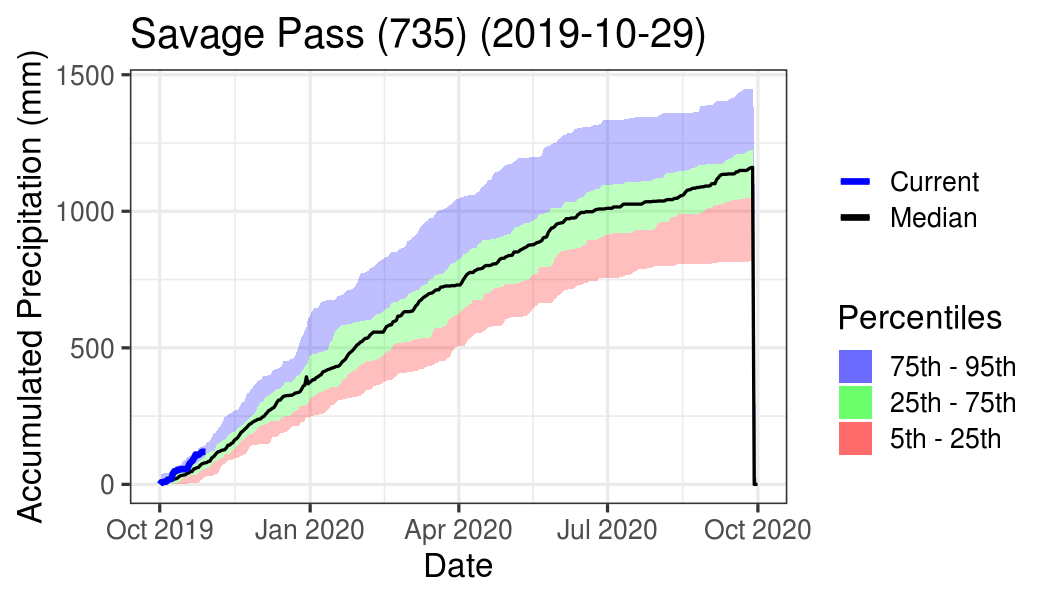 Savage Pass (735) (2019-10-29)
Accumulated Precipitation (mm)
1500
1000
500
0
Oct 2019
Jan 2020
Apr 2020
Jul 2020
Oct 2020
Date
Current
Median
Percentiles
75th - 95th
25th - 75th
5th - 25th